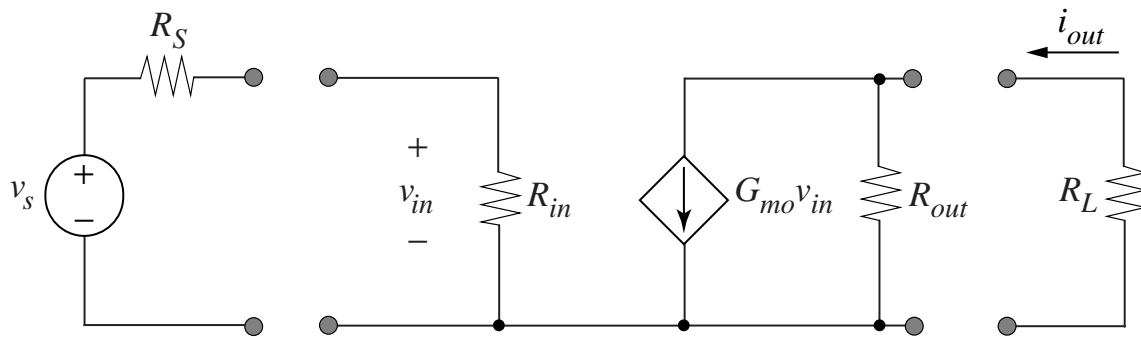 R_S
i_out
v_s
+
−
+
v_in
−
R_in
G_mo v_in
R_out
R_L